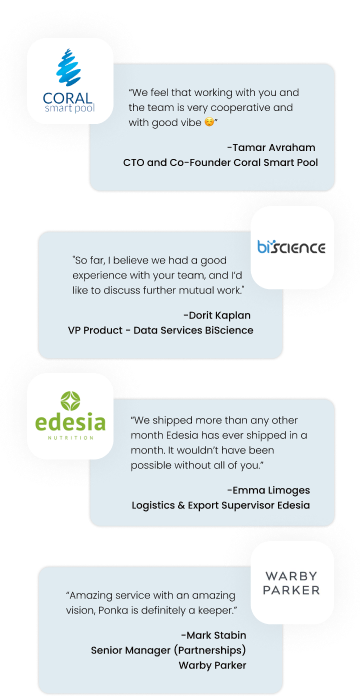 CORAL
smart pool
“We feel that working with you and
the team is very cooperative and
with good vibe 😋”
-Tamar Avraham
CTO and Co-Founder Coral Smart Pool
biSCIENCE
"So far, I believe we had a good
experience with your team, and I'd
like to discuss further mutual work."
-Dorit Kaplan
VP Product - Data Services BiScience
edesia
NUTRITION
“We shipped more than any other
month Edesia has ever shipped in a
month. It wouldn’t have been
possible without all of you.”
-Emma Limoges
Logistics & Export Supervisor Edesia
WARBY
PARKER
“Amazing service with an amazing
vision, Ponka is definitely a keeper.”
-Mark Stabin
Senior Manager (Partnerships)
Warby Parker